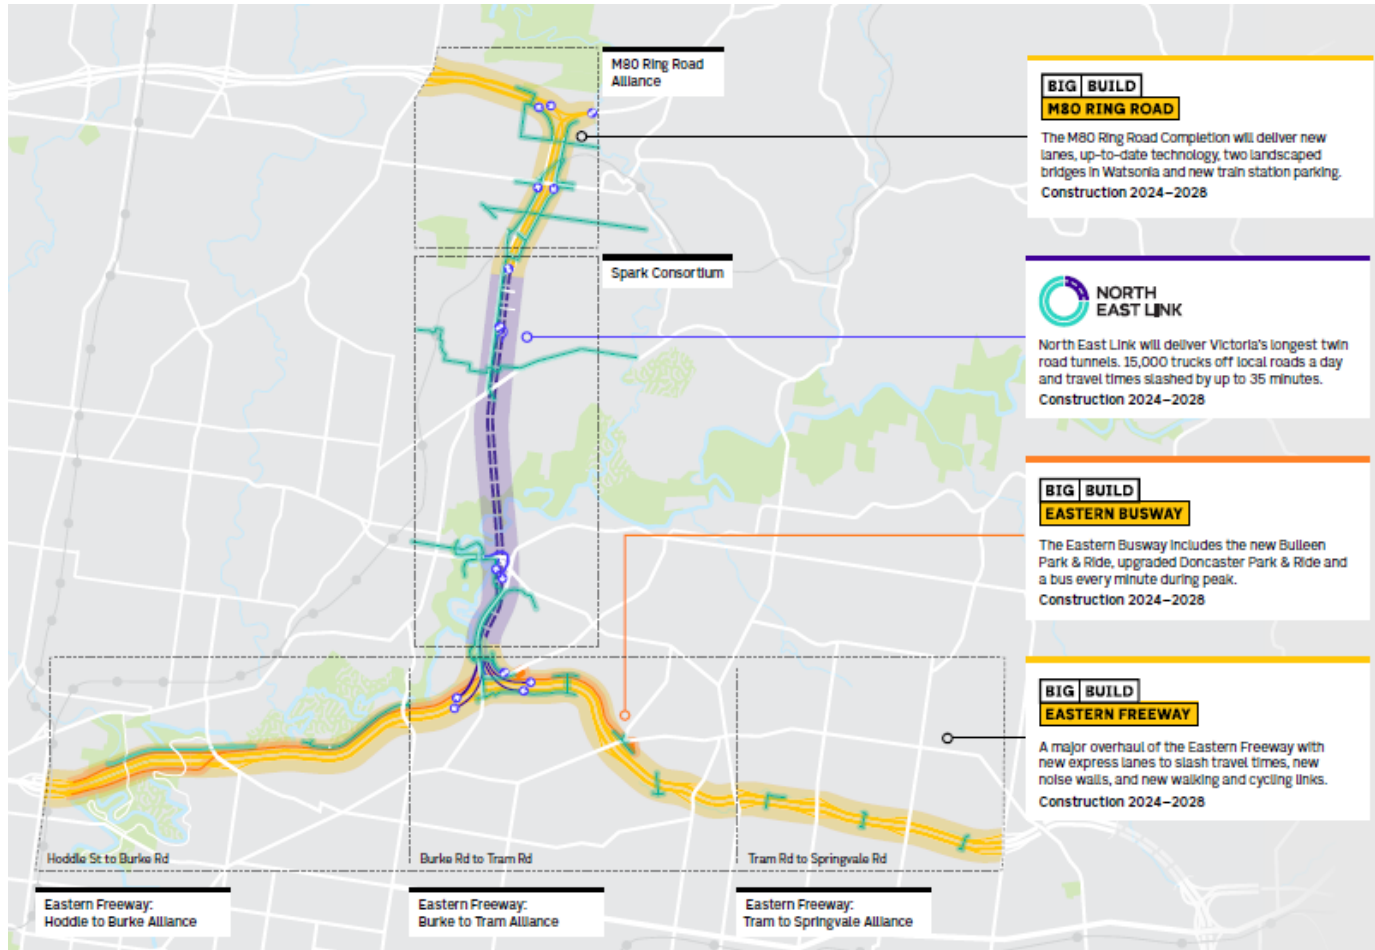 M80 Ring Road
Alliance
BIG BUILD
M80 RING ROAD
The M80 Ring Road Completion will deliver new
lanes, up-to-date technology, two landscaped
bridges in Watsonia and new train station parking.
Construction 2024–2028
Spark Consortium
NORTH
EAST LINK
North East Link will deliver Victoria's longest twin
road tunnels. 15,000 trucks off local roads a day
and travel times slashed by up to 35 minutes.
Construction 2024–2028
BIG BUILD
EASTERN BUSWAY
The Eastern Busway includes the new Bulleen
Park & Ride, upgraded Doncaster Park & Ride and
a bus every minute during peak.
Construction 2024–2028
BIG BUILD
EASTERN FREEWAY
A major overhaul of the Eastern Freeway with
new express lanes to slash travel times, new
noise walls, and new walking and cycling links.
Construction 2024–2028
Hoddle St to Burke Rd
Burke Rd to Tram Rd
Tram Rd to Springvale Rd
Eastern Freeway:
Hoddle to Burke Alliance
Eastern Freeway:
Burke to Tram Alliance
Eastern Freeway:
Tram to Springvale Alliance